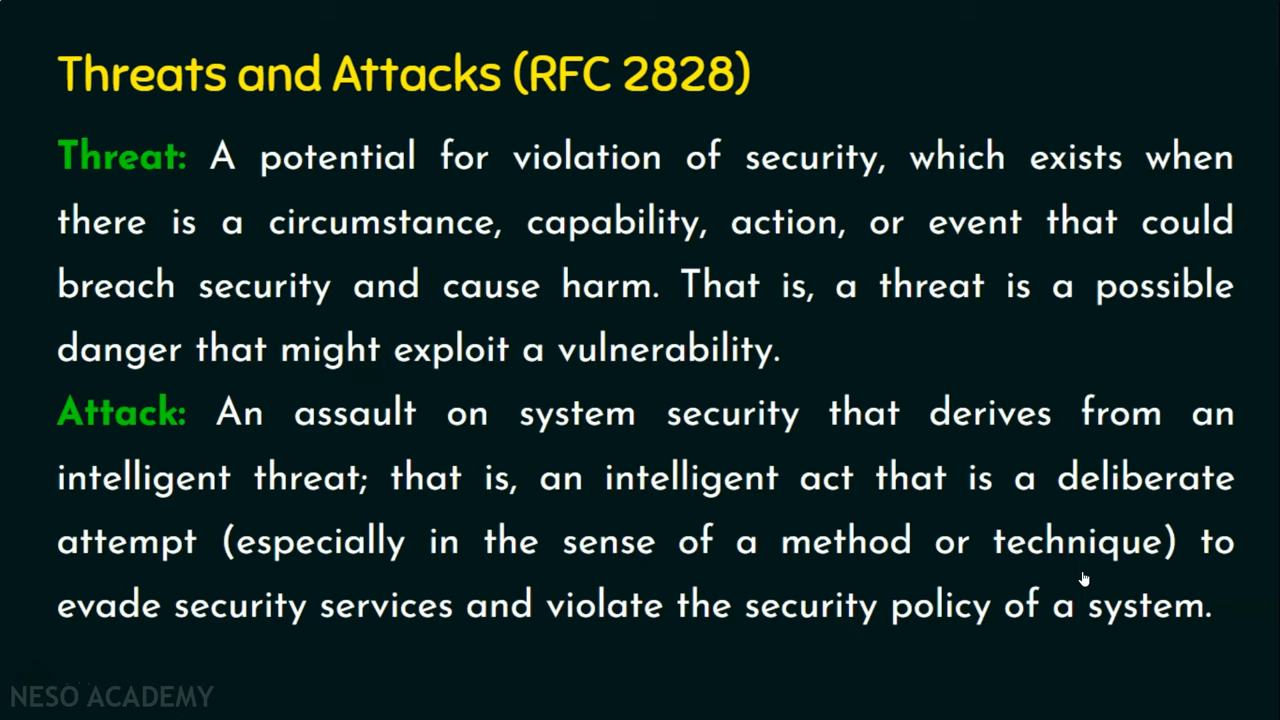 Threats and Attacks (RFC 2828)
Threat: A potential for violation of security, which exists when
there is a circumstance, capability, action, or event that could
breach security and cause harm. That is, a threat is a possible
danger that might exploit a vulnerability.
Attack: An assault on system security that derives from an
intelligent threat; that is, an intelligent act that is a deliberate
attempt (especially in the sense of a method or technique) to
evade security services and violate the security policy of a system.
NESO ACADEMY